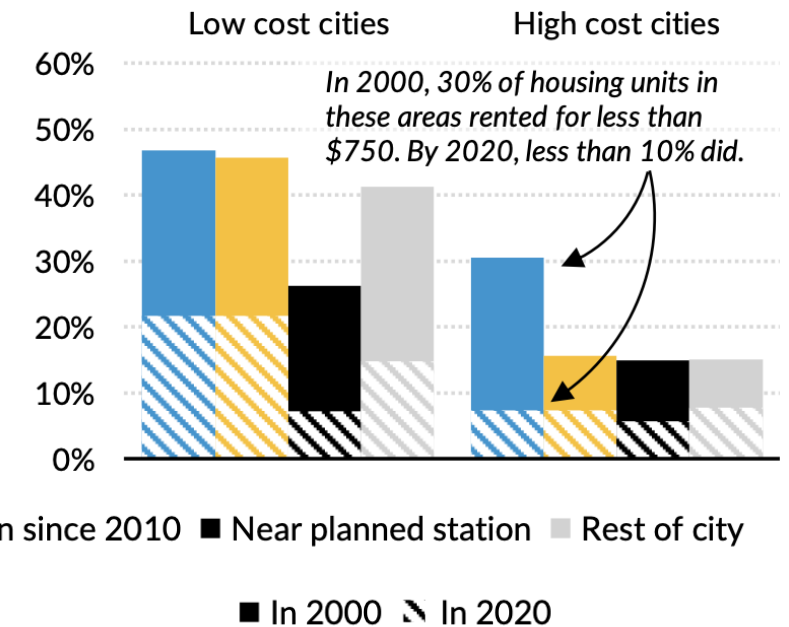 Low cost cities High cost cities
60%
In 2000, 30% of housing units in
these areas rented for less than
$750. By 2020, less than 10% did.
50%
40%
30%
20%
10%
0%
n since 2010 Near planned station Rest of city
In 2000 In 2020